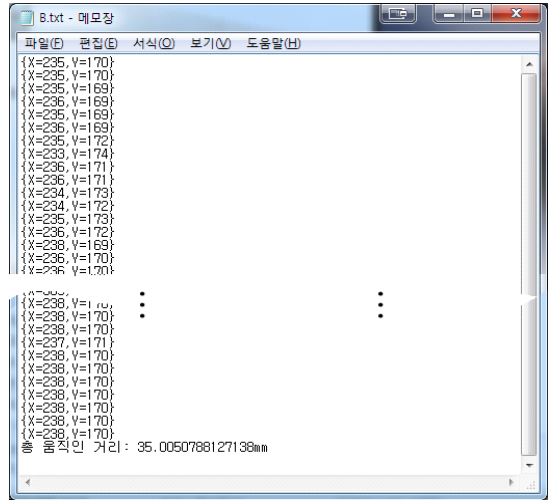 B.txt - 메모장
파일(F) 편집(E) 서식(O) 보기(V) 도움말(H)
{X=235,Y=170}
{X=235,Y=170}
{X=235,Y=169}
{X=236,Y=169}
{X=235,Y=169}
{X=236,Y=169}
{X=235,Y=172}
{X=233,Y=174}
{X=236,Y=171}
{X=236,Y=171}
{X=234,Y=173}
{X=234,Y=172}
{X=235,Y=173}
{X=236,Y=172}
{X=238,Y=169}
{X=236,Y=170}
{X=236,Y=170}
{X=238,Y=170}
{X=238,Y=170}
{X=238,Y=170}
{X=237,Y=171}
{X=238,Y=170}
{X=238,Y=170}
{X=238,Y=170}
{X=238,Y=170}
{X=238,Y=170}
{X=238,Y=170}
{X=238,Y=170}
총 움직인 거리: 35.0050788127138mm